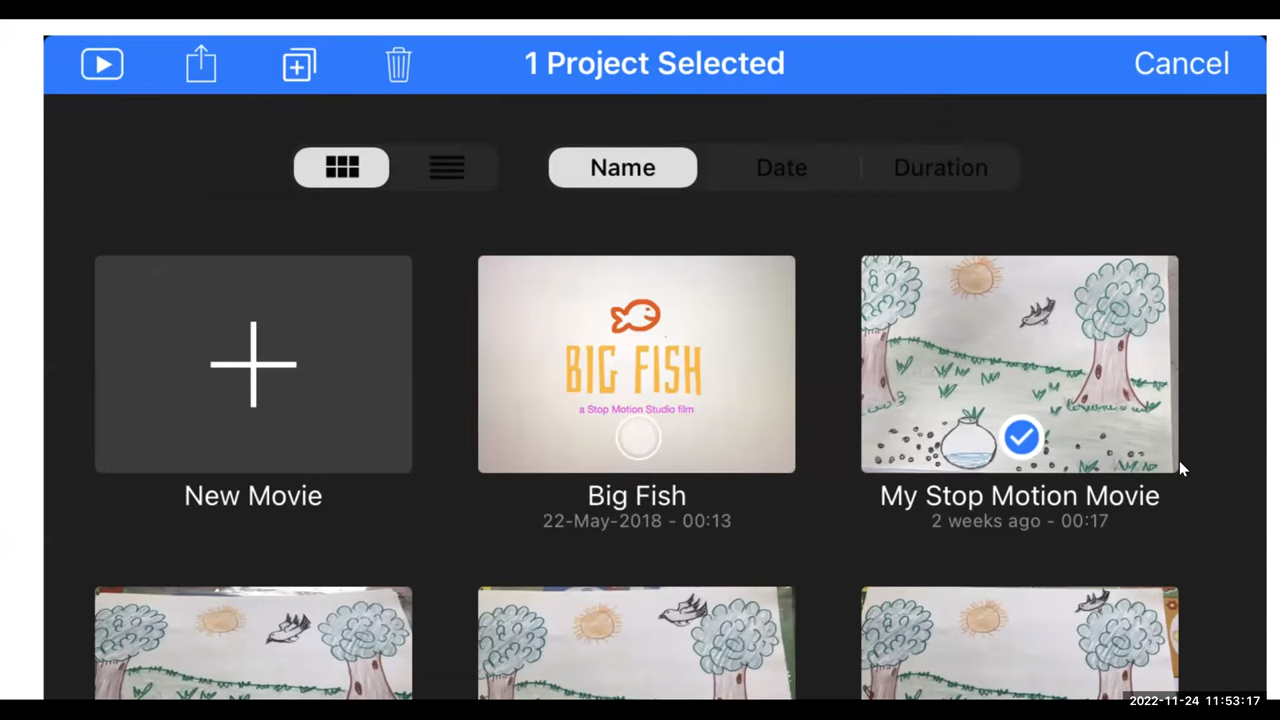 1 Project Selected
Cancel
Name
Date
Duration
BIG FISH
a Stop Motion Studio film
New Movie
Big Fish
My Stop Motion Movie
22-May-2018 - 00:13
2 weeks ago - 00:17
2022-11-24 11:53:17